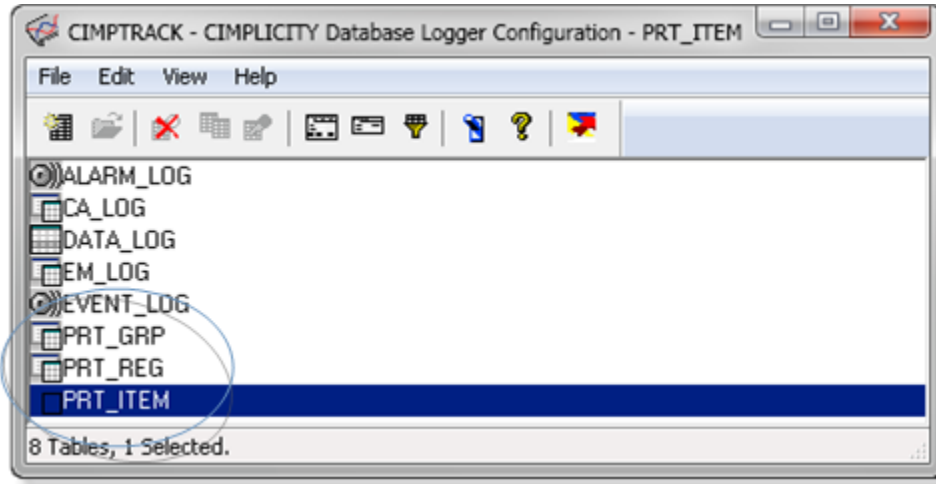 CIMPTRACK - CIMPLICITY Database Logger Configuration - PRT_ITEM
File Edit View Help
ALARM_LOG
CA_LOG
DATA_LOG
EM_LOG
EVENT_LOG
PRT_GRP
PRT_REG
PRT_ITEM
8 Tables, 1 Selected.